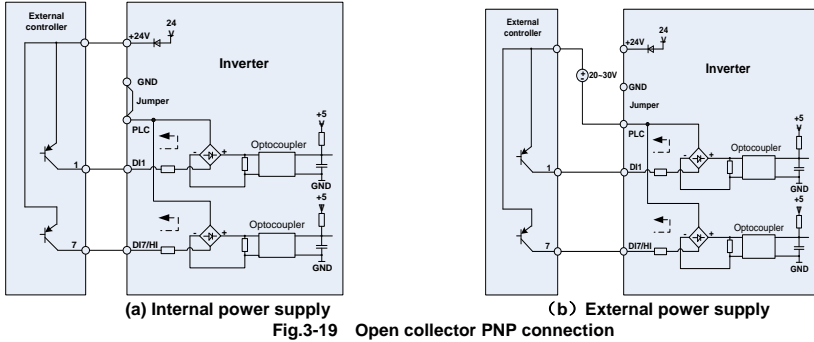 External
controller
24
+24V
Inverter
GND
Jumper
PLC
+5
1
DI1
-
+
Optocoupler
GND
+5
7
DI7/HI
-
+
Optocoupler
GND
(a) Internal power supply
External
controller
24
+24V
20~30V
Inverter
GND
Jumper
PLC
+5
1
DI1
-
+
Optocoupler
GND
+5
7
DI7/HI
-
+
Optocoupler
GND
（b）External power supply
Fig.3-19 Open collector PNP connection